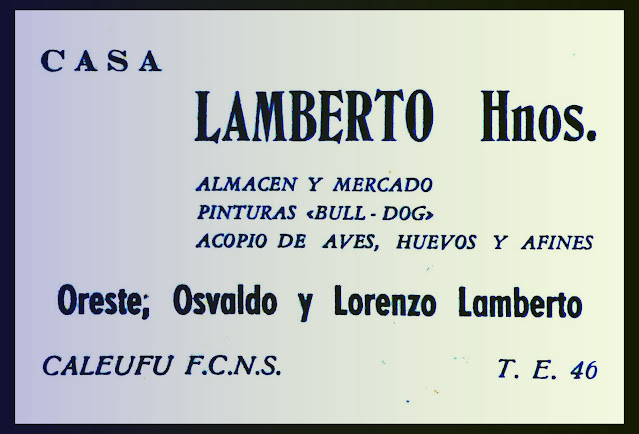 CASA
LAMBERTO Hnos.
ALMACEN Y MERCADO
PINTURAS «BULL - DOG»
ACOPIO DE AVES, HUEVOS Y AFINES
Oreste; Osvaldo y Lorenzo Lamberto
CALEUFU F.C.N.S. T. E. 46